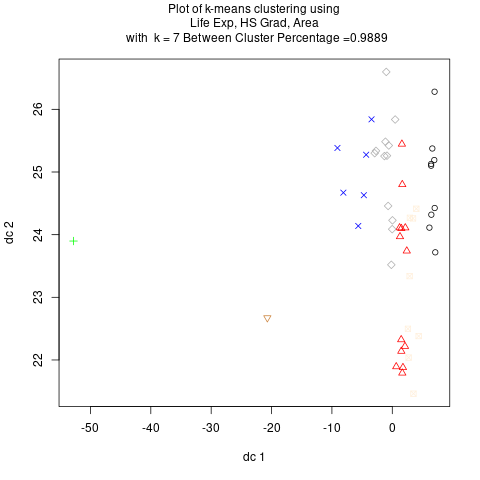 Plot of k-means clustering using
Life Exp, HS Grad, Area
with k = 7 Between Cluster Percentage =0.9889
dc 2
26
25
24
23
22
-50 -40 -30 -20 -10 0
dc 1